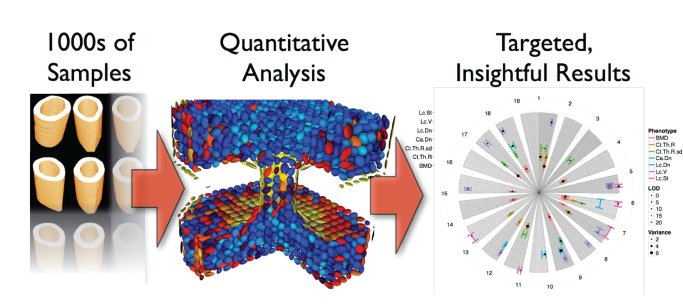 1000s of
Samples
Quantitative
Analysis
Targeted,
Insightful Results
Lc.St
Lc.V
Lc.Dn
Ca.Dn
Ct.Th.R.sd
Ct.Th.R
BMD
1
2
3
4
5
6
7
8
9
10
11
12
13
14
15
16
17
18
19
Phenotype
BMD
Ct.Th.R
Ct.Th.R.sd
Ca.Dn
Lc.Dn
Lc.V
Lc.St
LOD
0
5
10
15
20
Variance
2
4
6